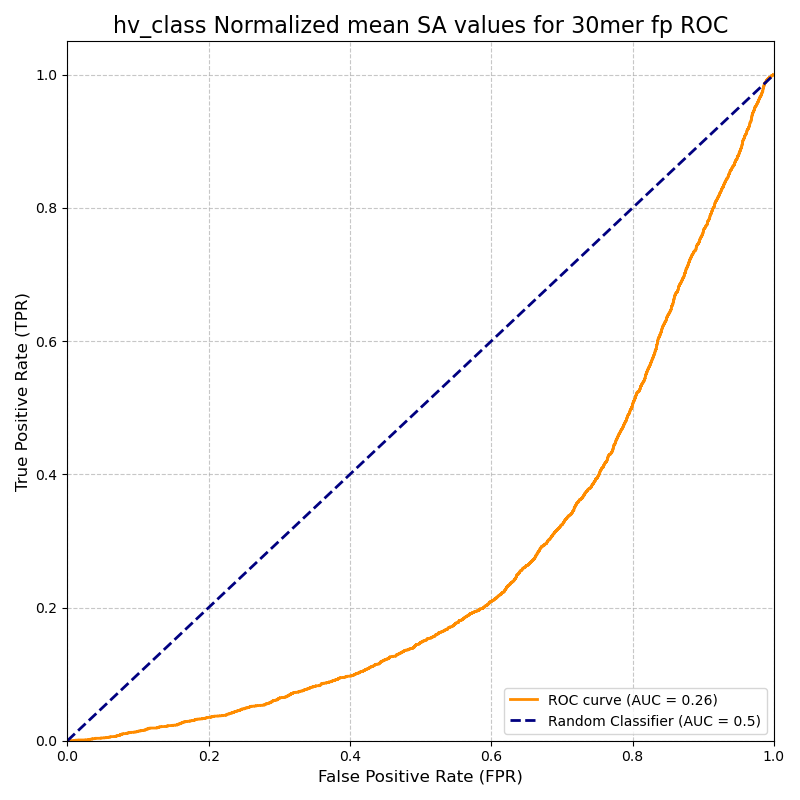 hv_class Normalized mean SA values for 30mer fp ROC
True Positive Rate (TPR)
1.0
0.8
0.6
0.4
0.2
0.0
ROC curve (AUC = 0.26)
Random Classifier (AUC = 0.5)
0.0 0.2 0.4 0.6 0.8 1.0
False Positive Rate (FPR)